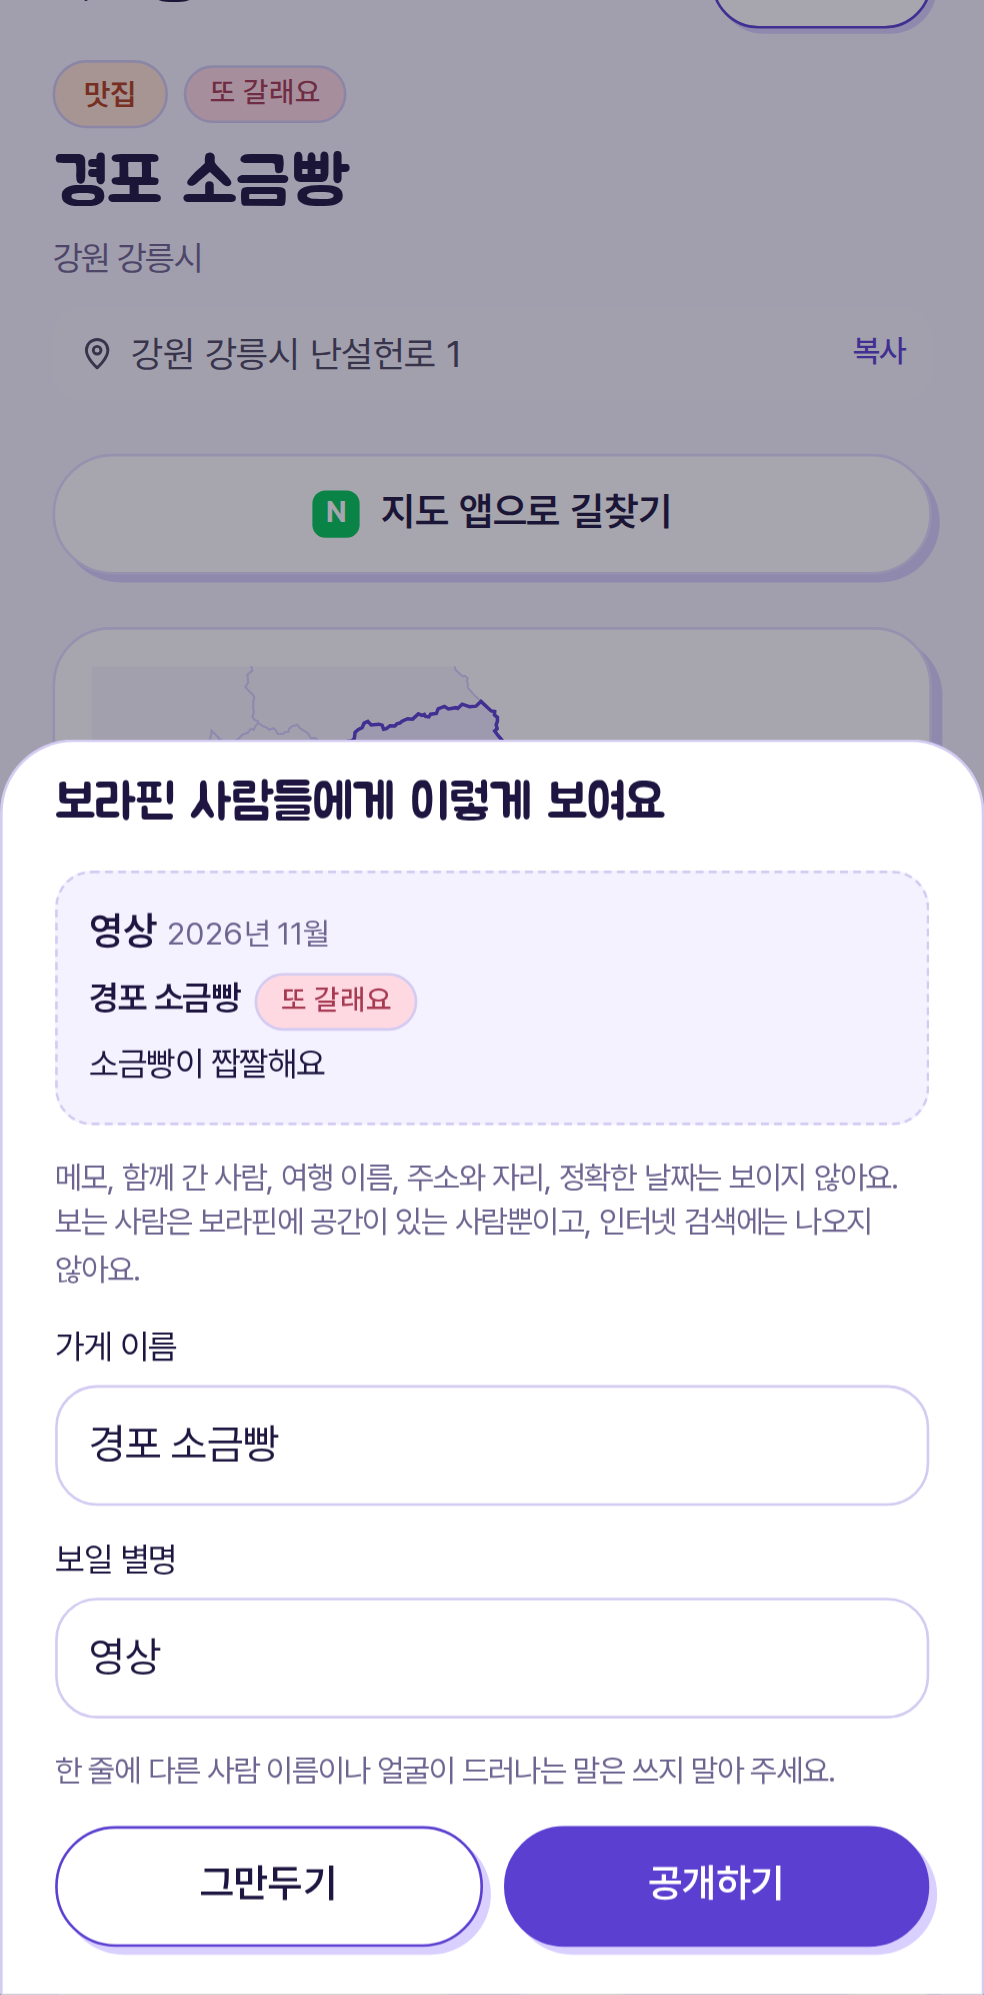 맛집 또 갈래요
경포 소금빵
강원 강릉시
강원 강릉시 난설헌로 1 복사
N 지도 앱으로 길찾기
보라핀 사람들에게 이렇게 보여요
영상 2026년 11월
경포 소금빵 또 갈래요
소금빵이 짭짤해요
메모, 함께 간 사람, 여행 이름, 주소와 자리, 정확한 날짜는 보이지 않아요.
보는 사람은 보라핀에 공간이 있는 사람뿐이고, 인터넷 검색에는 나오지
않아요.
가게 이름
경포 소금빵
보일 별명
영상
한 줄에 다른 사람 이름이나 얼굴이 드러나는 말은 쓰지 말아 주세요.
그만두기 공개하기